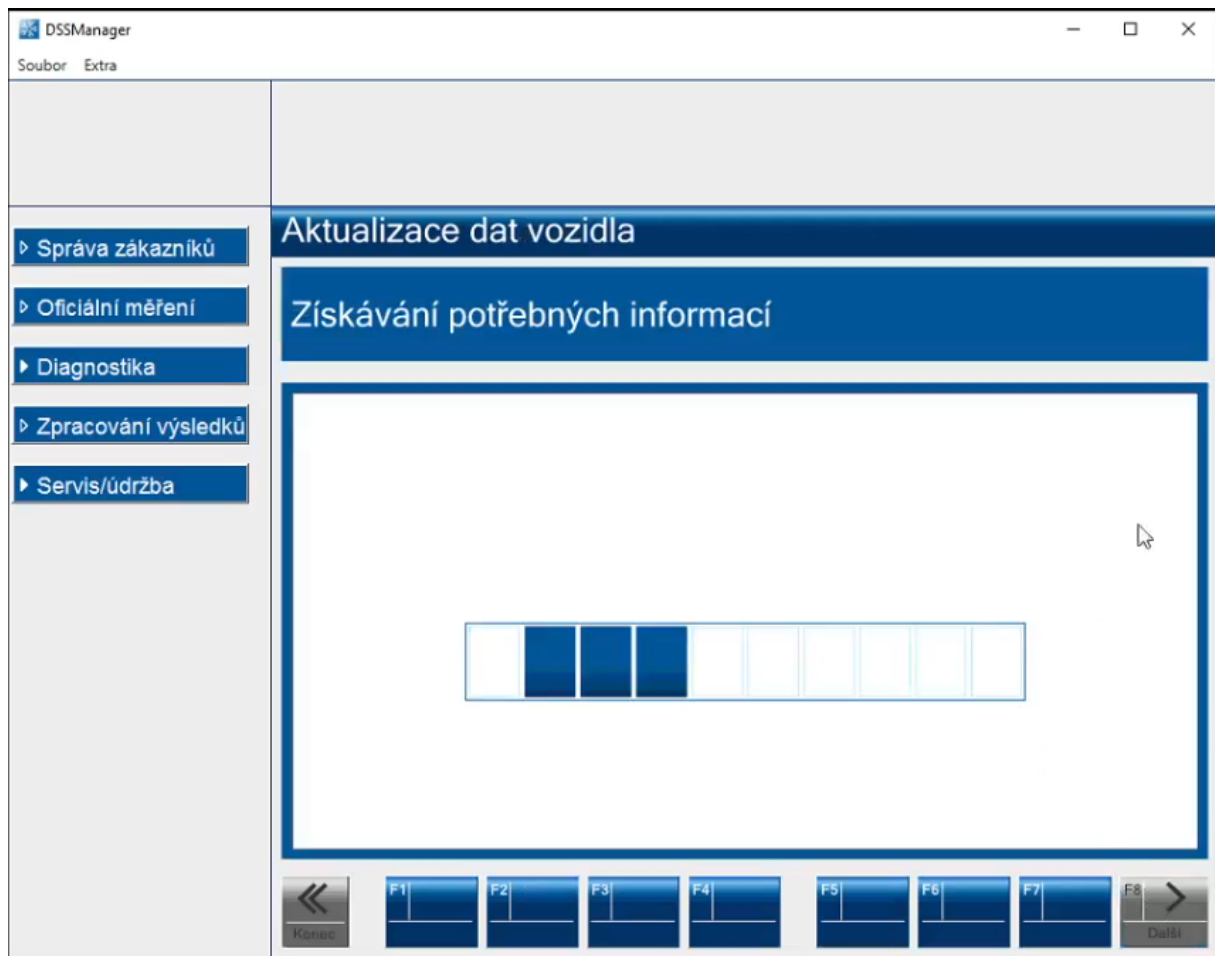 DSSManager
Soubor Extra
Správa zákazníků
Oficiální měření
Diagnostika
Zpracování výsledků
Servis/údržba
Aktualizace dat vozidla
Získávání potřebných informací
F1 F2 F3 F4 F5 F6 F7 F8
Konec Další